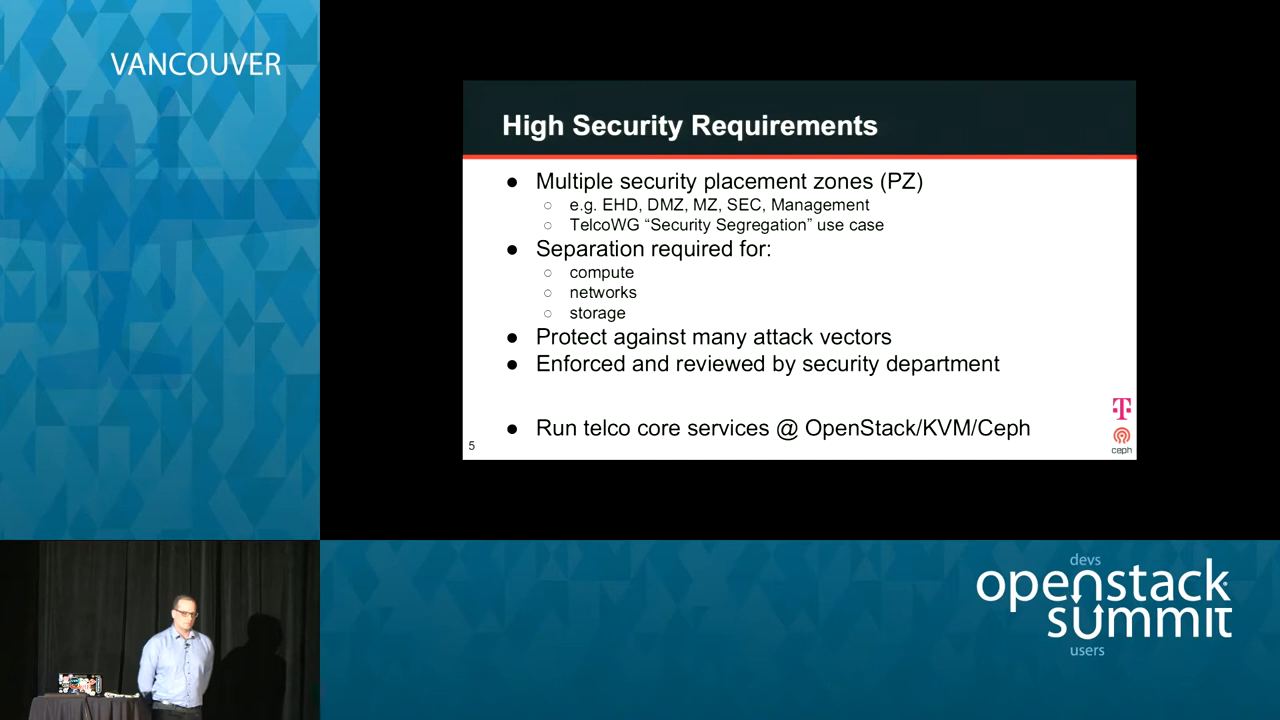 VANCOUVER
High Security Requirements
● Multiple security placement zones (PZ)
○ e.g. EHD, DMZ, MZ, SEC, Management
○ TelcoWG “Security Segregation” use case
● Separation required for:
○ compute
○ networks
○ storage
● Protect against many attack vectors
● Enforced and reviewed by security department
● Run telco core services @ OpenStack/KVM/Ceph
5
T
ceph
devs
openstack
summit
users